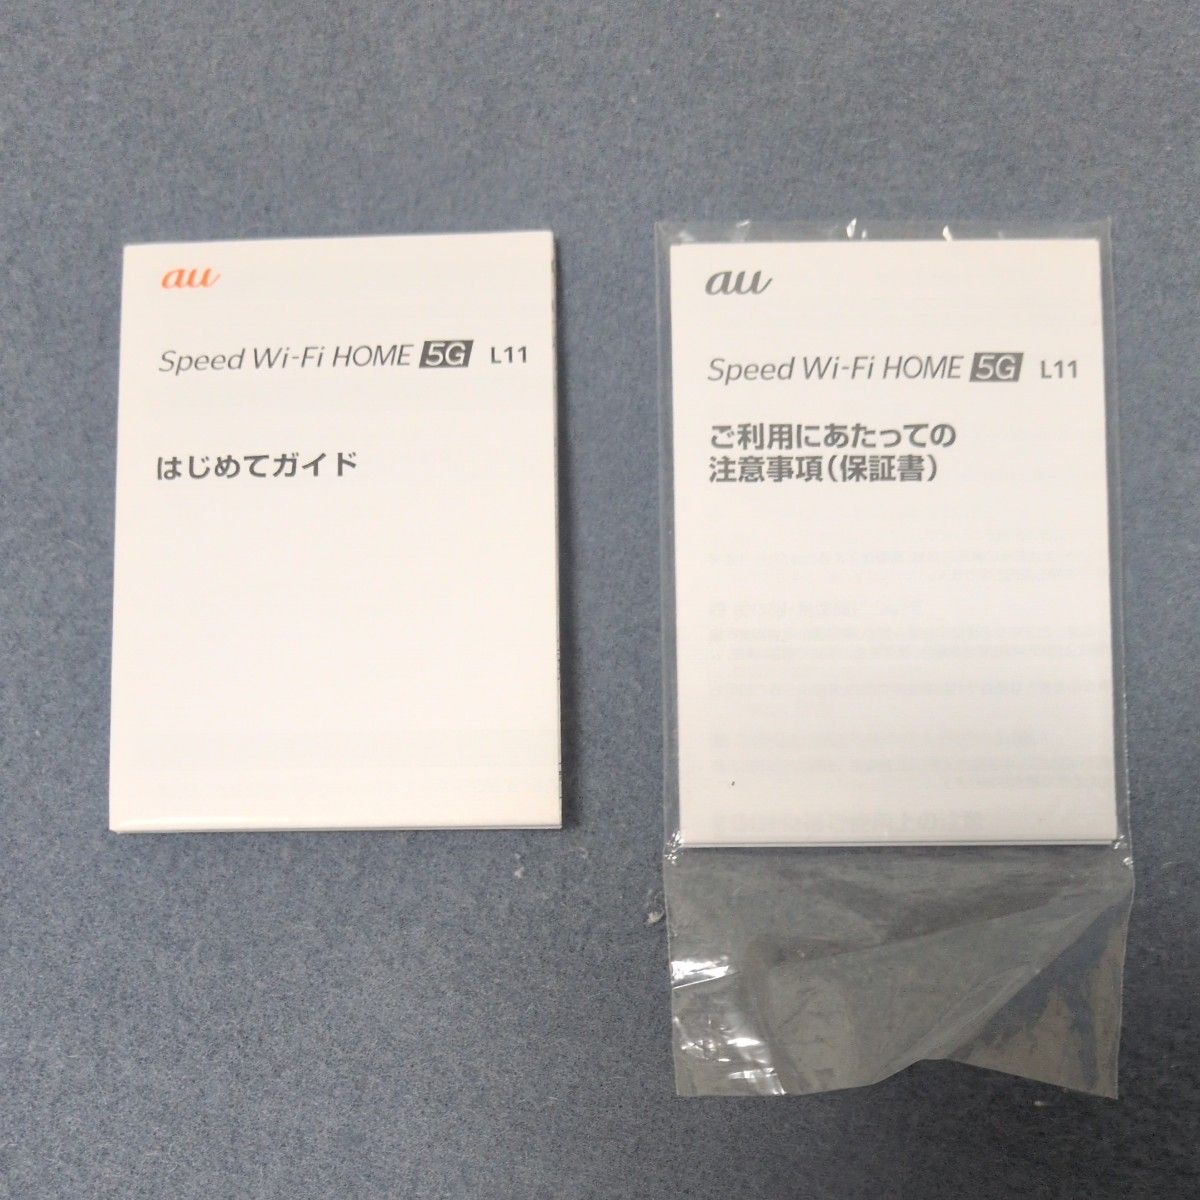 au
Speed Wi-Fi HOME 5G L11
はじめてガイド
au
Speed Wi-Fi HOME 5G L11
ご利用にあたっての
注意事項(保証書)